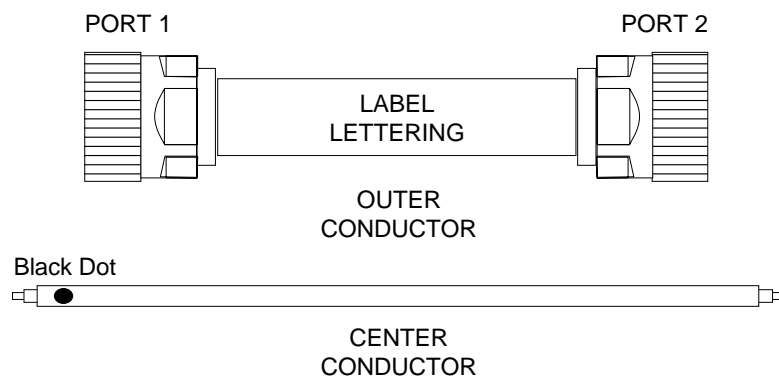 PORT 1
PORT 2
LABEL
LETTERING
OUTER
CONDUCTOR
Black Dot
CENTER
CONDUCTOR